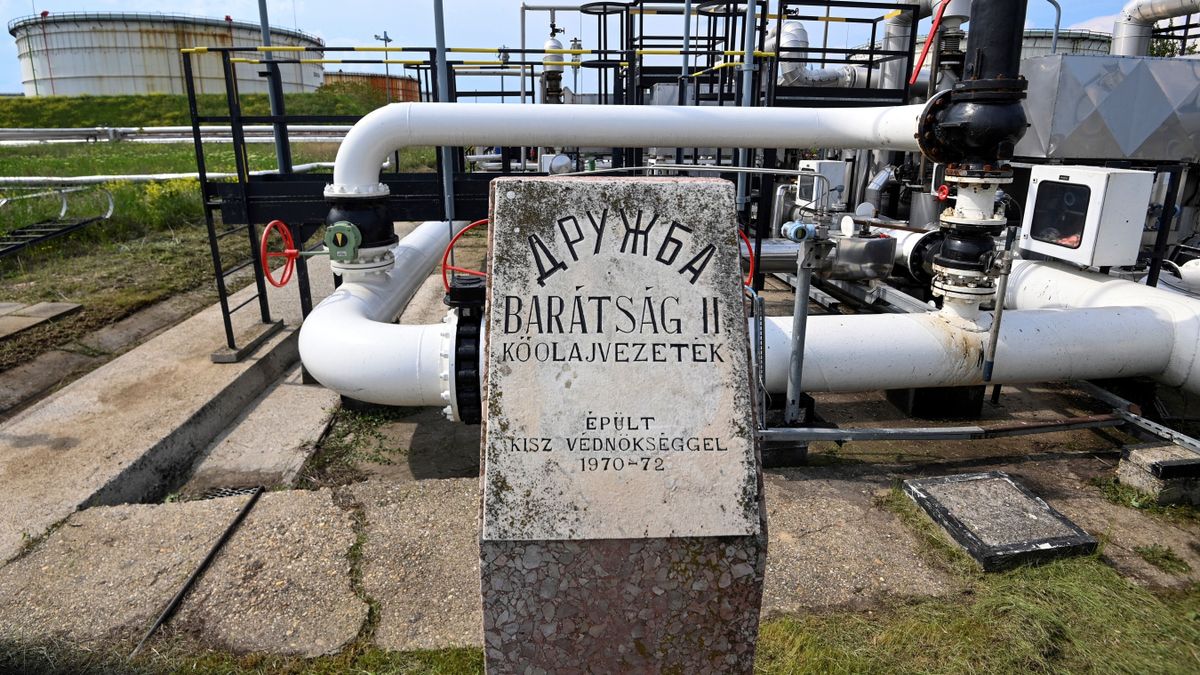 ДРУЖБА
BARÁTSÁG II
KŐOLAJVEZETÉK
ÉPÜLT
KISZ VÉDNÖKSÉGGEL
1970-72